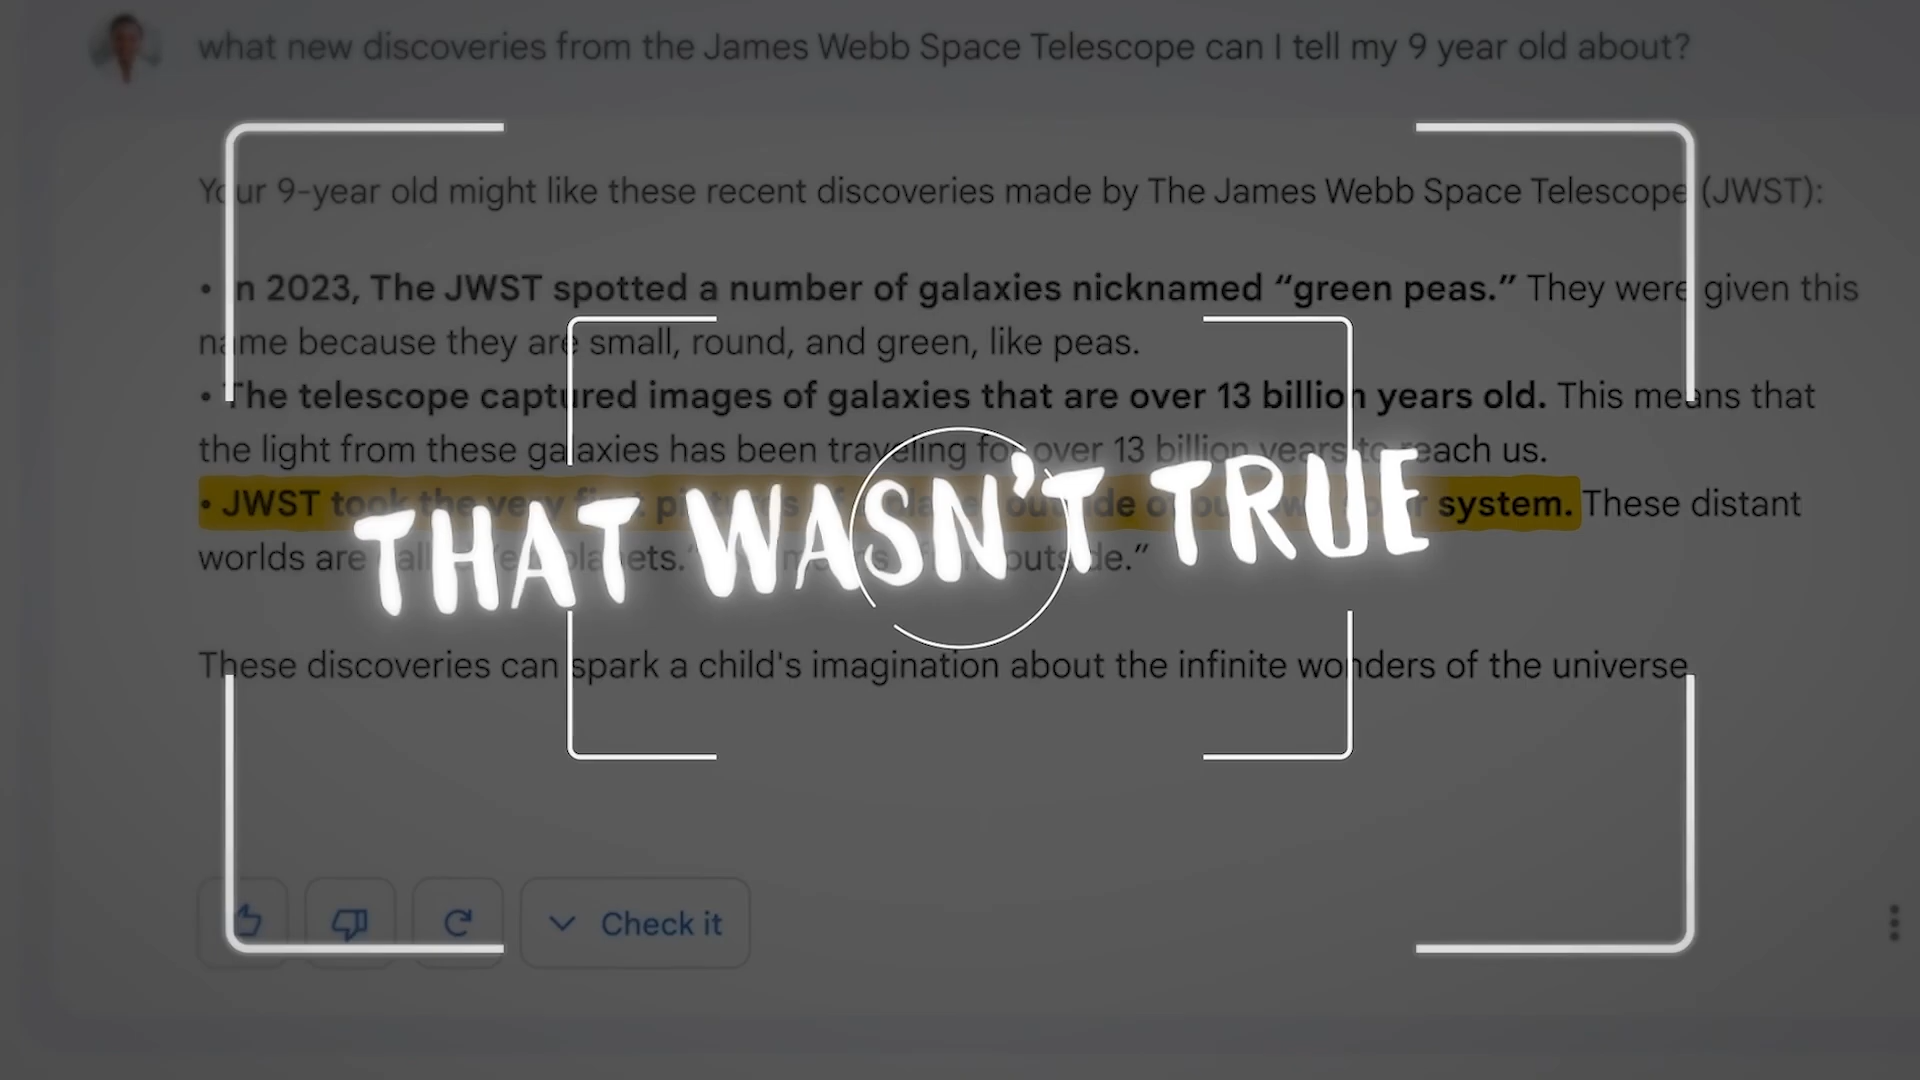 what new discoveries from the James Webb Space Telescope can I tell my 9 year old about?
Your 9-year old might like these recent discoveries made by The James Webb Space Telescope (JWST):
• In 2023, The JWST spotted a number of galaxies nicknamed “green peas.” They were given this
name because they are small, round, and green, like peas.
• The telescope captured images of galaxies that are over 13 billion years old. This means that
the light from these galaxies has been traveling for over 13 billion years to reach us.
• JWST took the very first pictures of a planet outside of our own solar system. These distant
worlds are called outside.”
THAT WASN'T TRUE
These discoveries can spark a child's imagination about the infinite wonders of the universe.
Check it